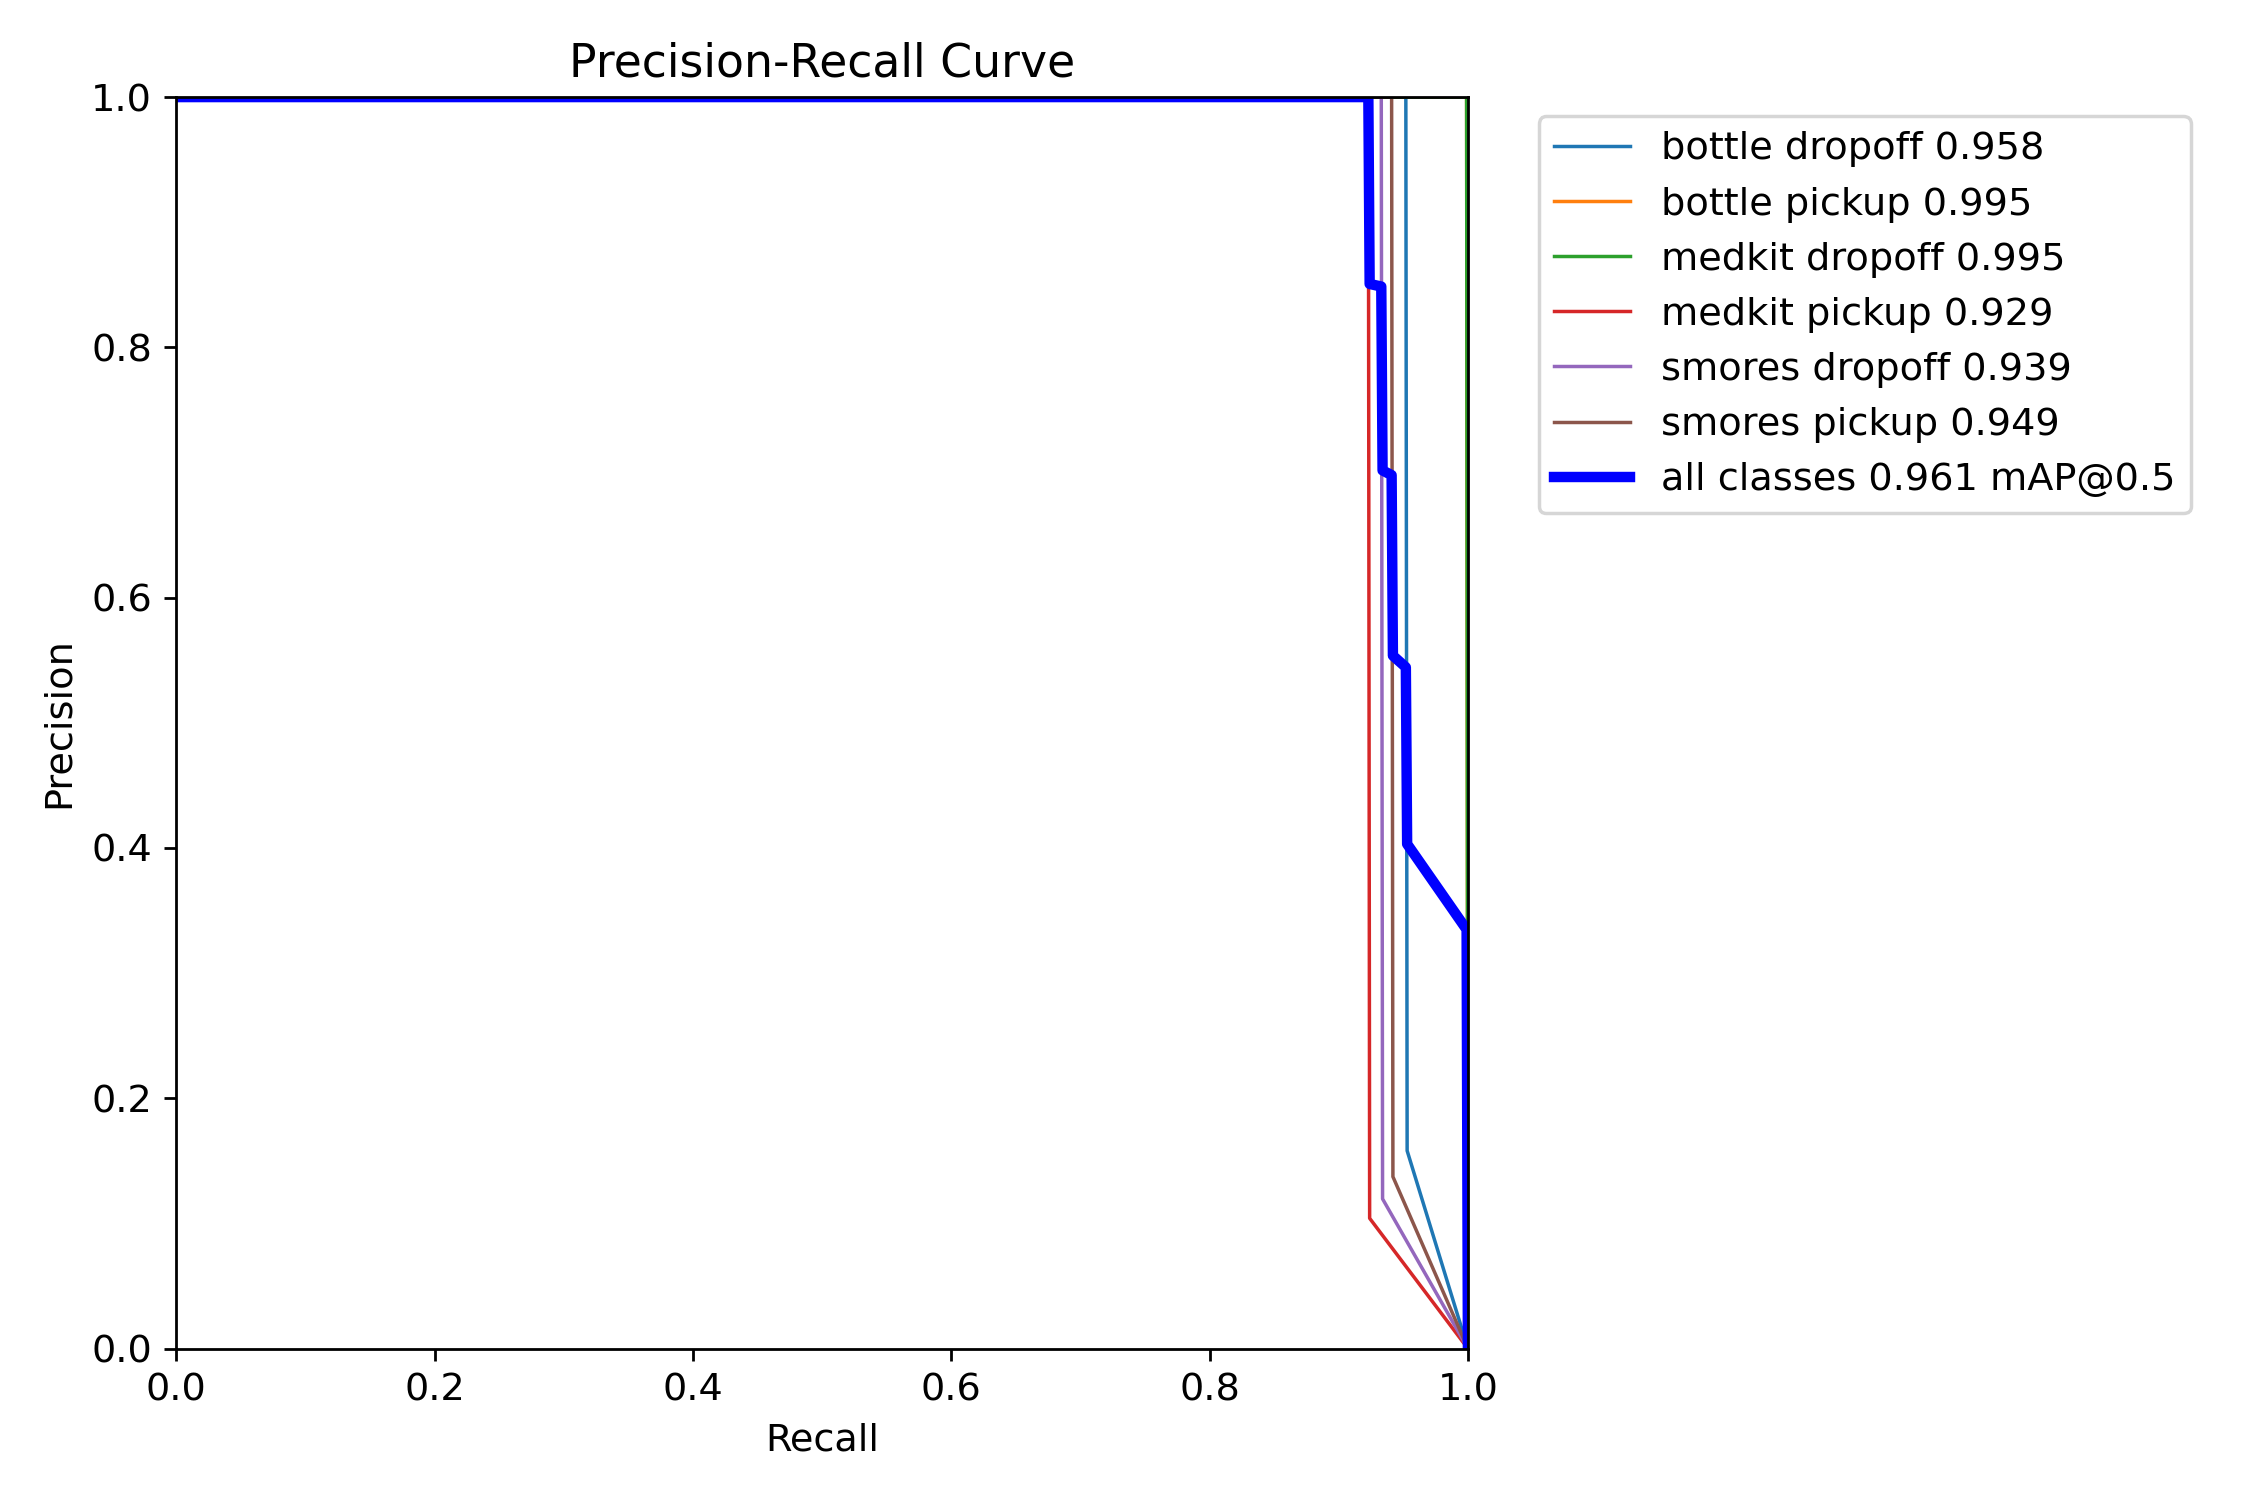 Precision-Recall Curve
1.0
0.8
0.6
0.4
0.2
0.0
Precision
0.0 0.2 0.4 0.6 0.8 1.0
Recall
bottle dropoff 0.958
bottle pickup 0.995
medkit dropoff 0.995
medkit pickup 0.929
smores dropoff 0.939
smores pickup 0.949
all classes 0.961 mAP@0.5